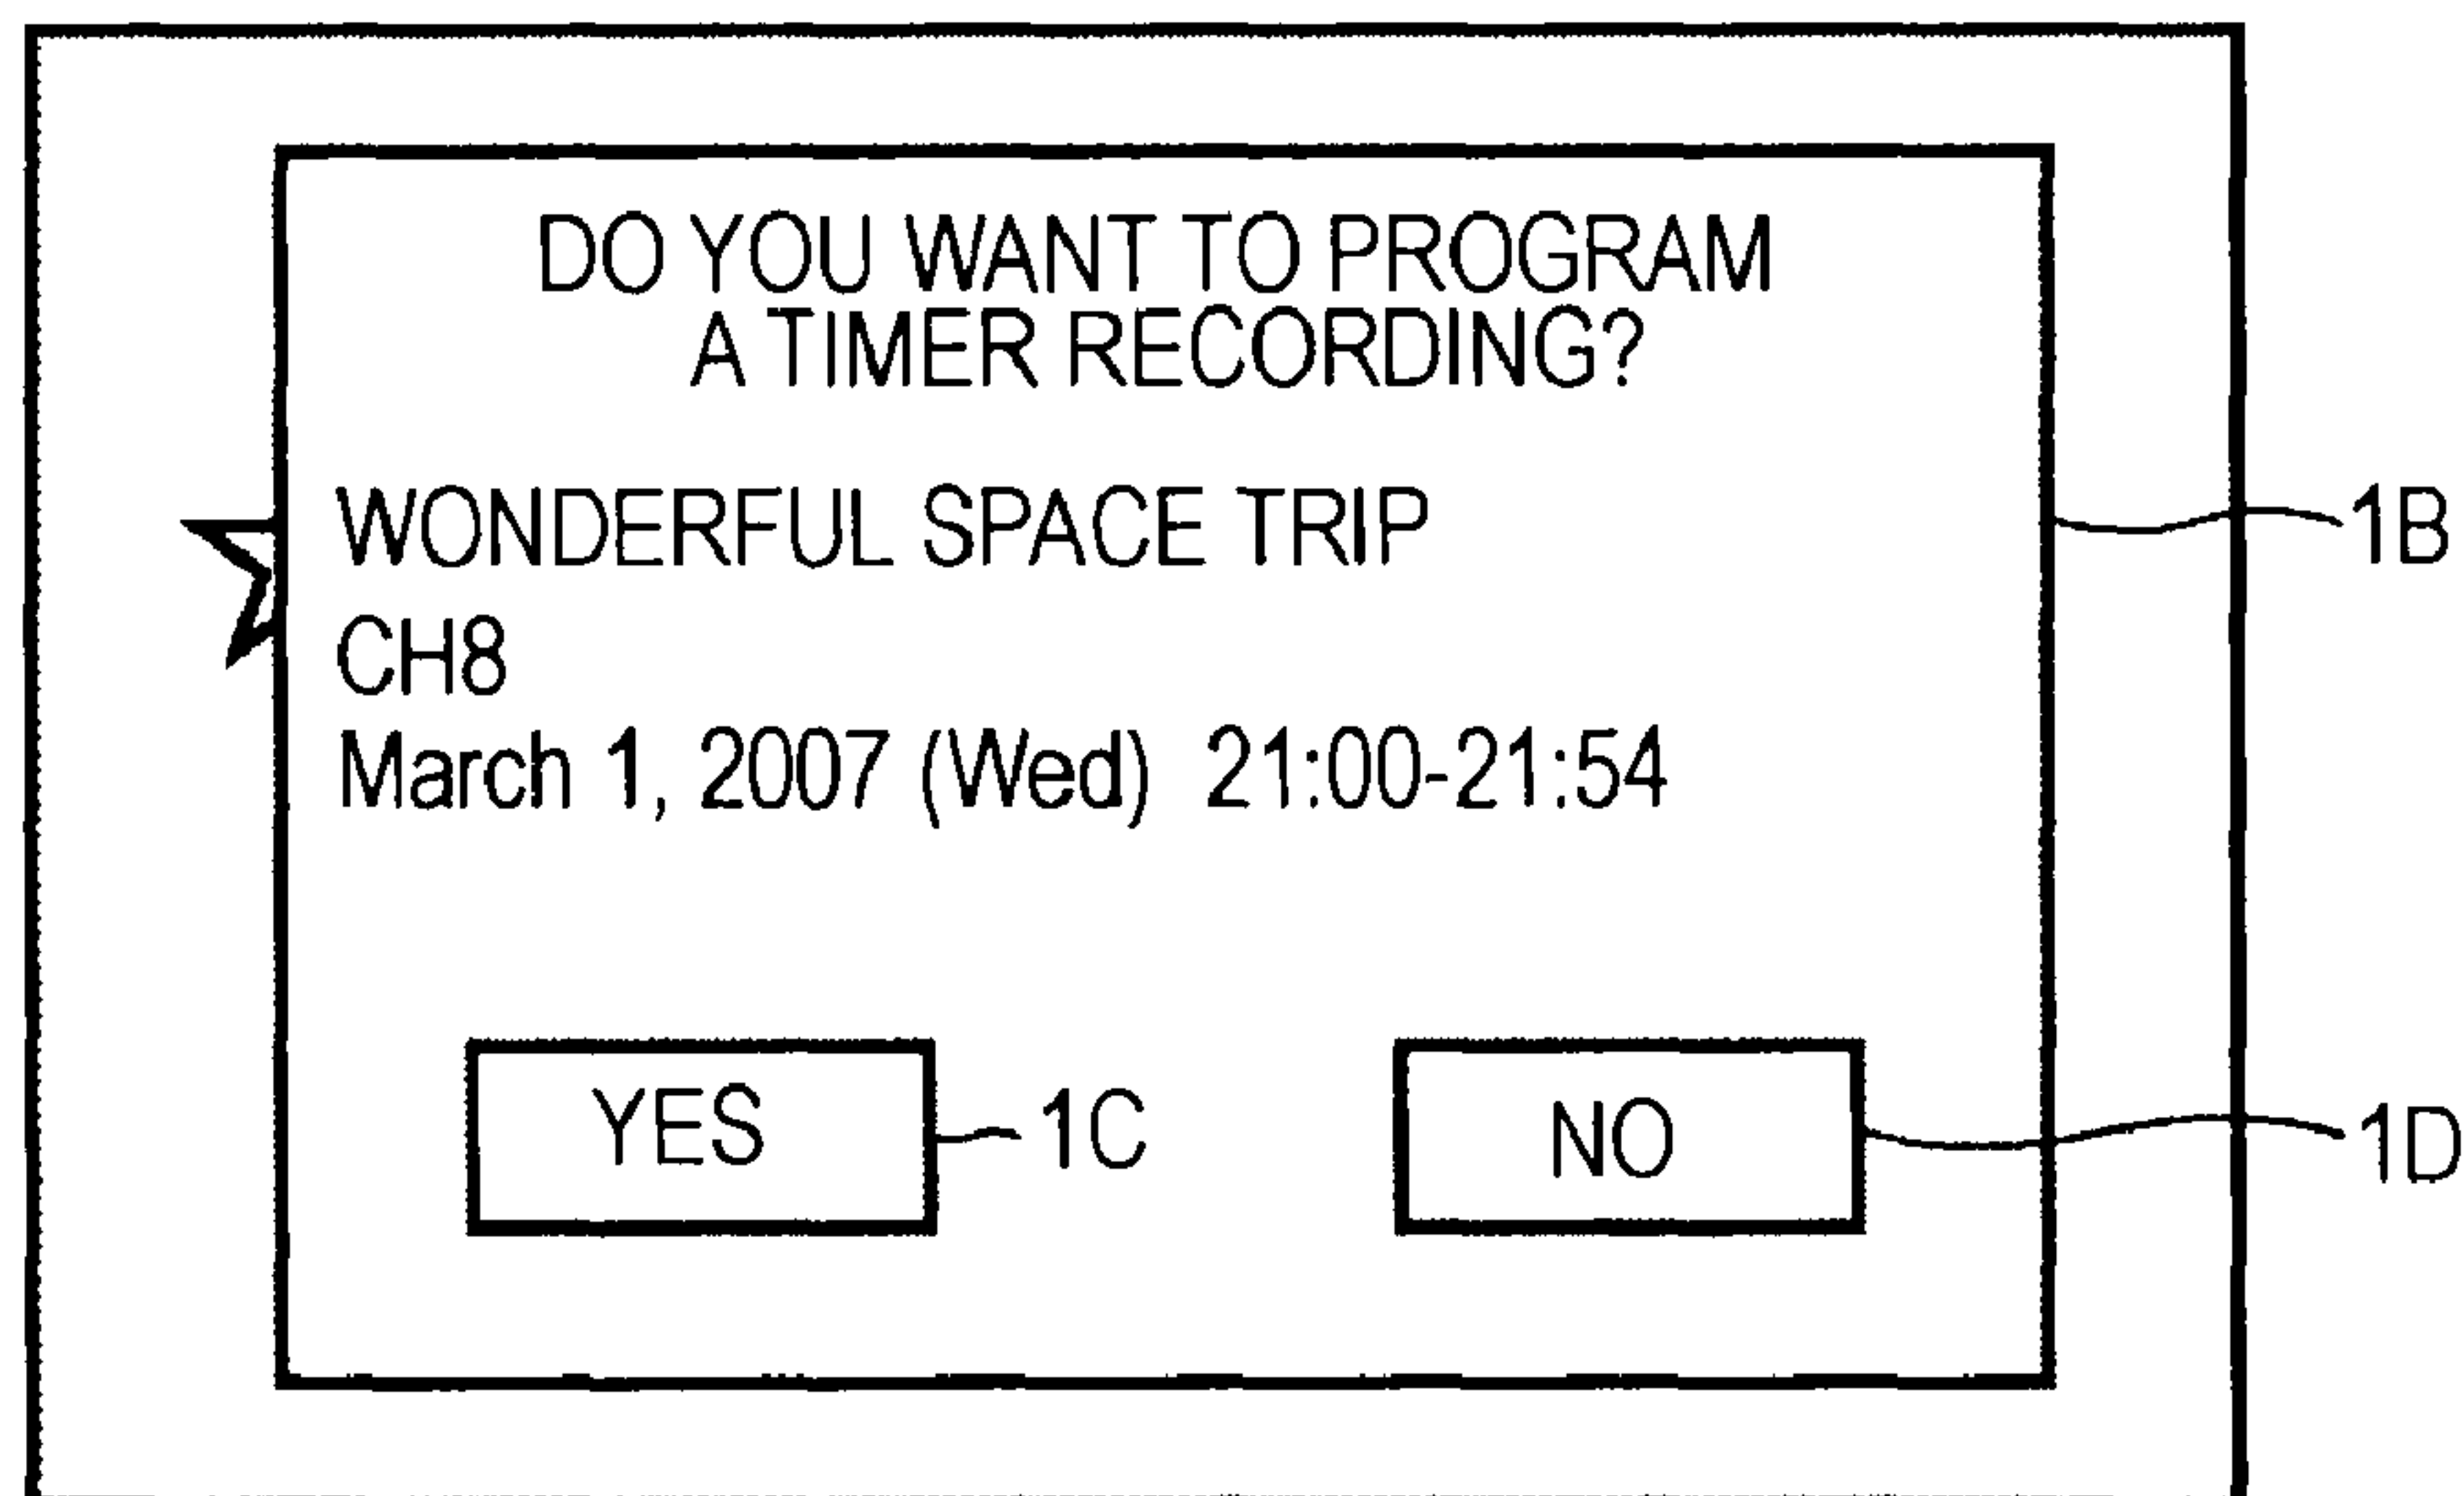 DO YOU WANT TO PROGRAM
A TIMER RECORDING?
WONDERFUL SPACE TRIP
1B
CH8
March 1, 2007 (Wed) 21:00-21:54
YES
1C
NO
1D